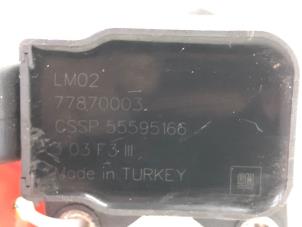 LM02
77870003
CSSP 55595166
3 03 F3 III
Made in TURKEY